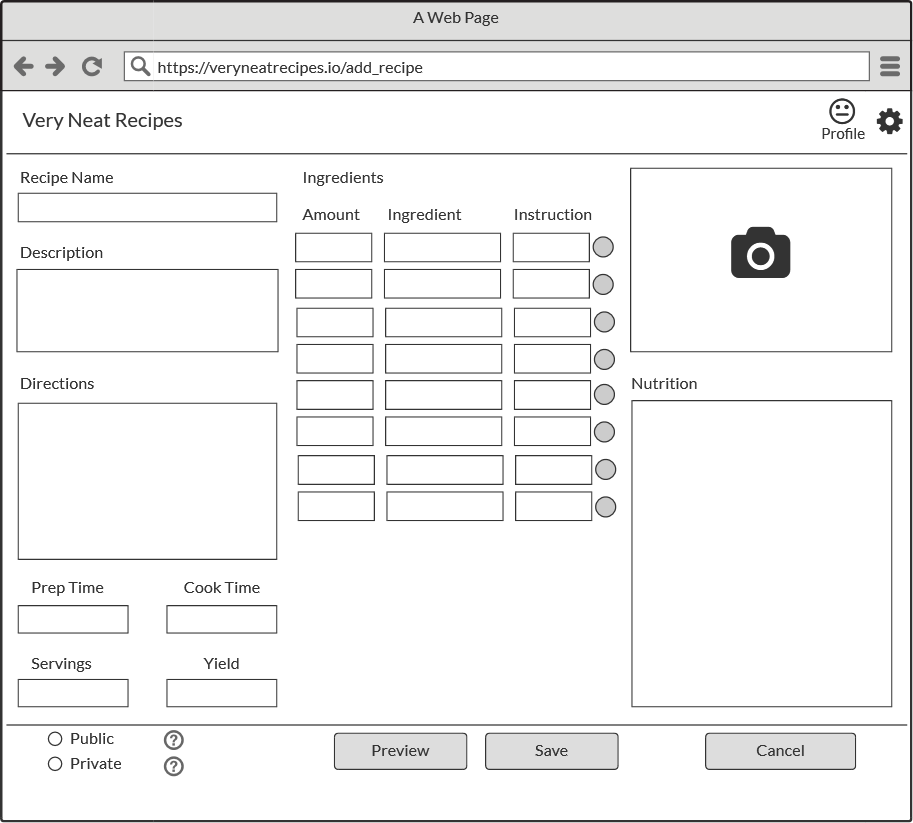 A Web Page
https://veryneatrecipes.io/add_recipe
Very Neat Recipes
Profile
Recipe Name
Description
Directions
Prep Time Cook Time
Servings Yield
Ingredients
Amount Ingredient Instruction
Nutrition
Public ?
Private ?
Preview Save Cancel